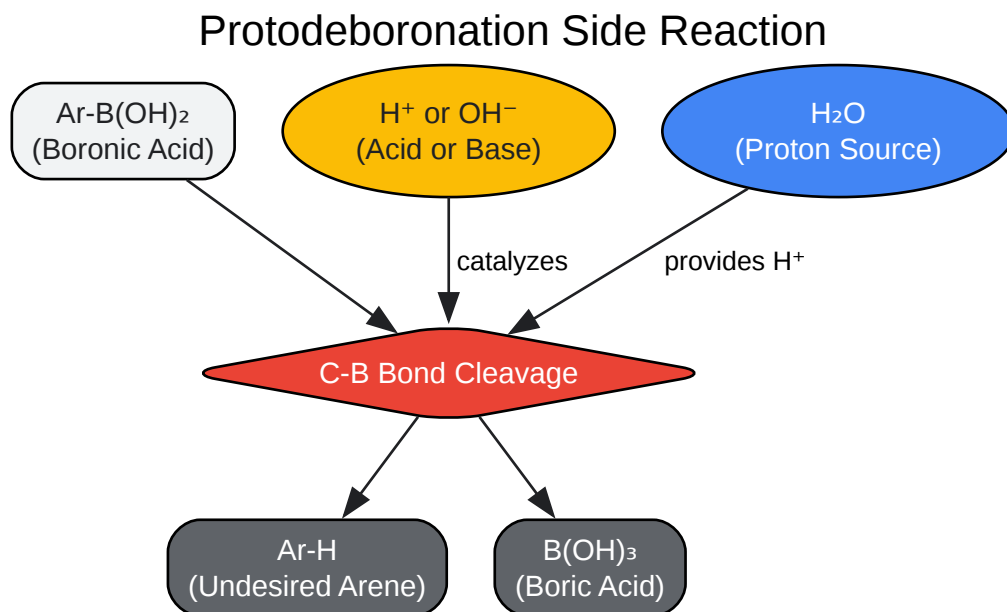 Protodeboronation Side Reaction
Ar-B(OH)₂
(Boronic Acid)
H⁺ or OH⁻
(Acid or Base)
H₂O
(Proton Source)
catalyzes
provides H⁺
C-B Bond Cleavage
Ar-H
(Undesired Arene)
B(OH)₃
(Boric Acid)